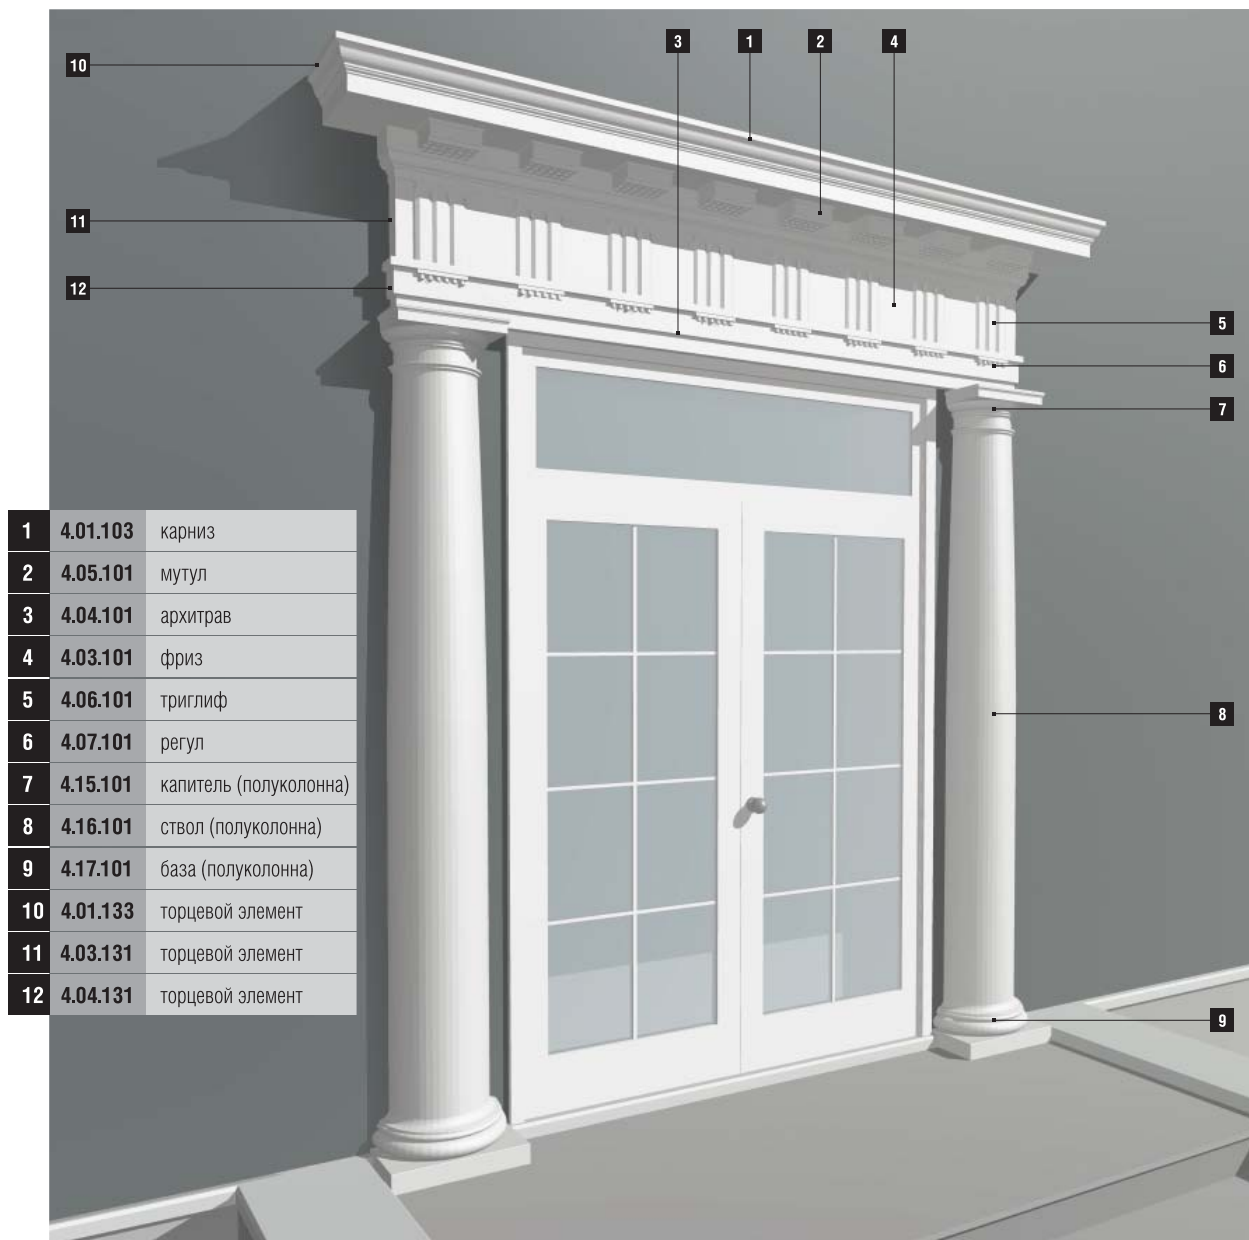 3 1 2 4
10
11
12
5
6
7
8
9
1 4.01.103 карниз
2 4.05.101 мутул
3 4.04.101 архитрав
4 4.03.101 фриз
5 4.06.101 триглиф
6 4.07.101 регул
7 4.15.101 капитель (полуколонна)
8 4.16.101 ствол (полуколонна)
9 4.17.101 база (полуколонна)
10 4.01.133 торцевой элемент
11 4.03.131 торцевой элемент
12 4.04.131 торцевой элемент